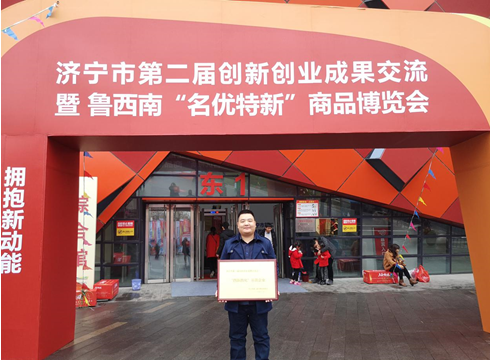 济宁市第二届创新创业成果交流
暨 鲁西南“名优特新”商品博览会
拥抱新动能
东1